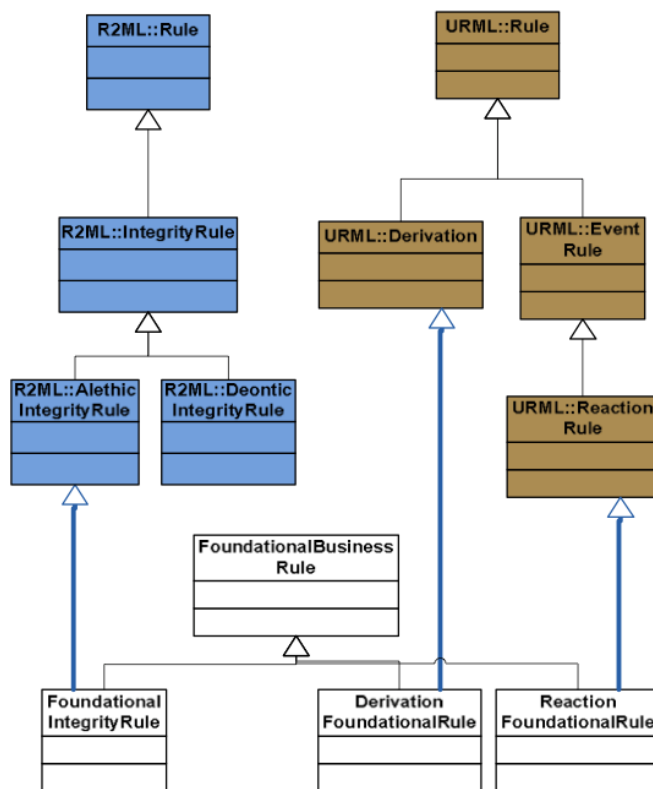 R2ML::Rule
URML::Rule
R2ML::IntegrityRule
URML::Derivation
URML::Event
Rule
R2ML::Alethic
IntegrityRule
R2ML::Deontic
IntegrityRule
URML::Reaction
Rule
FoundationalBusiness
Rule
Foundational
IntegrityRule
Derivation
FoundationalRule
Reaction
FoundationalRule